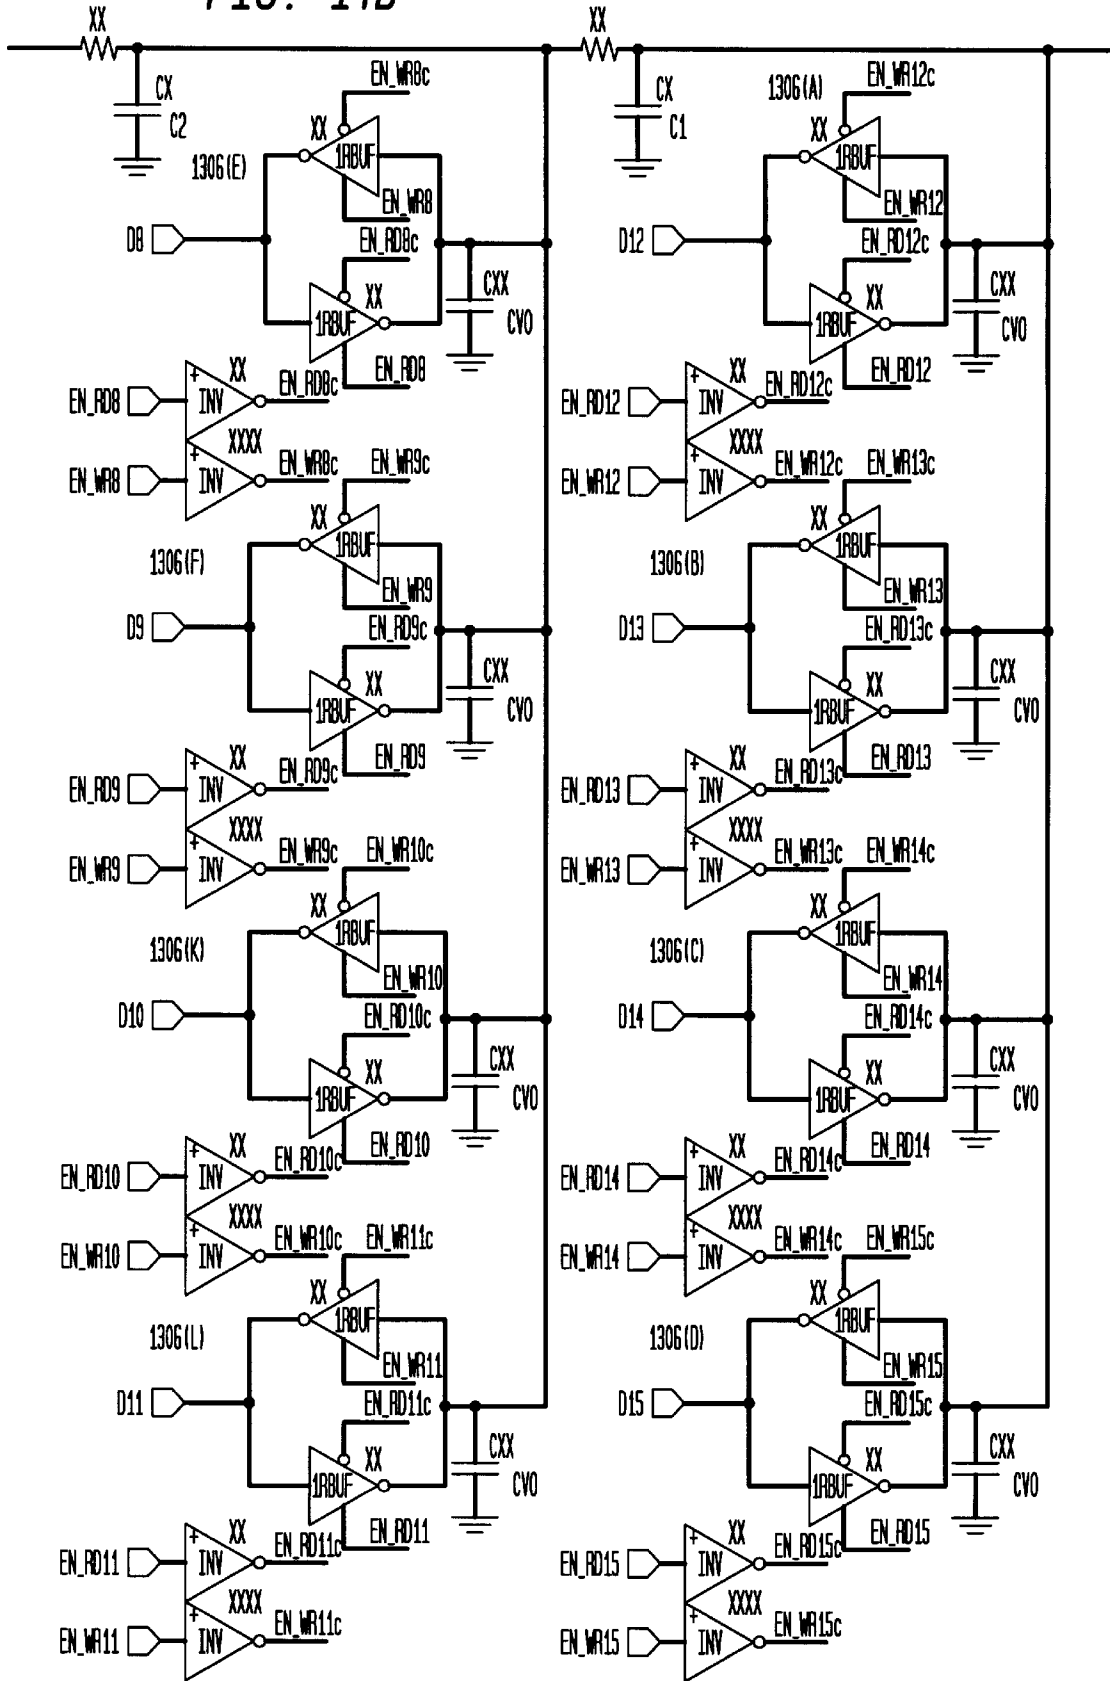 XX
XX
EN_WR8c
CX
C2
XX
1RBUF
1306(E)
EN_WR8
EN_RD8c
D8
XX
CXX
CVO
1RBUF
EN_RD8
XX
EN_RD8
+
INV
EN_RD8c
XXXX
EN_WR8
+
INV
EN_WR8c
EN_WR9c
XX
1RBUF
1306(F)
EN_WR9
EN_RD9c
D9
XX
CXX
CVO
1RBUF
EN_RD9
XX
EN_RD9
+
INV
EN_RD9c
XXXX
EN_WR9
+
INV
EN_WR9c
EN_WR10c
XX
1RBUF
1306(K)
EN_WR10
EN_RD10c
D10
XX
CXX
CVO
1RBUF
EN_RD10
XX
EN_RD10
+
INV
EN_RD10c
XXXX
EN_WR10
+
INV
EN_WR10c
EN_WR11c
XX
1RBUF
1306(L)
EN_WR11
EN_RD11c
D11
XX
CXX
CVO
1RBUF
EN_RD11
XX
EN_RD11
+
INV
EN_RD11c
XXXX
EN_WR11
+
INV
EN_WR11c
EN_WR12c
CX
C1
1306(A)
XX
1RBUF
EN_WR12
EN_RD12c
D12
XX
CXX
CVO
1RBUF
EN_RD12
XX
EN_RD12
+
INV
EN_RD12c
XXXX
EN_WR12
+
INV
EN_WR12c
EN_WR13c
XX
1RBUF
1306(B)
EN_WR13
EN_RD13c
D13
XX
CXX
CVO
1RBUF
EN_RD13
XX
EN_RD13
+
INV
EN_RD13c
XXXX
EN_WR13
+
INV
EN_WR13c
EN_WR14c
XX
1RBUF
1306(C)
EN_WR14
EN_RD14c
D14
XX
CXX
CVO
1RBUF
EN_RD14
XX
EN_RD14
+
INV
EN_RD14c
XXXX
EN_WR14
+
INV
EN_WR14c
EN_WR15c
XX
1RBUF
1306(D)
EN_WR15
EN_RD15c
D15
XX
CXX
CVO
1RBUF
EN_RD15
XX
EN_RD15
+
INV
EN_RD15c
XXXX
EN_WR15
+
INV
EN_WR15c